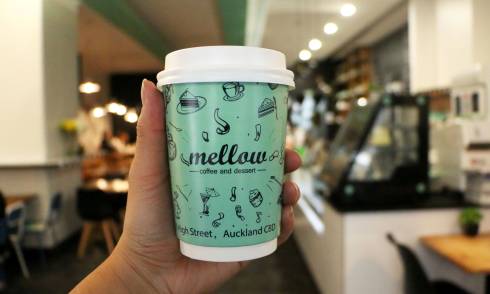 mellow
coffee and dessert
High Street, Auckland CBD